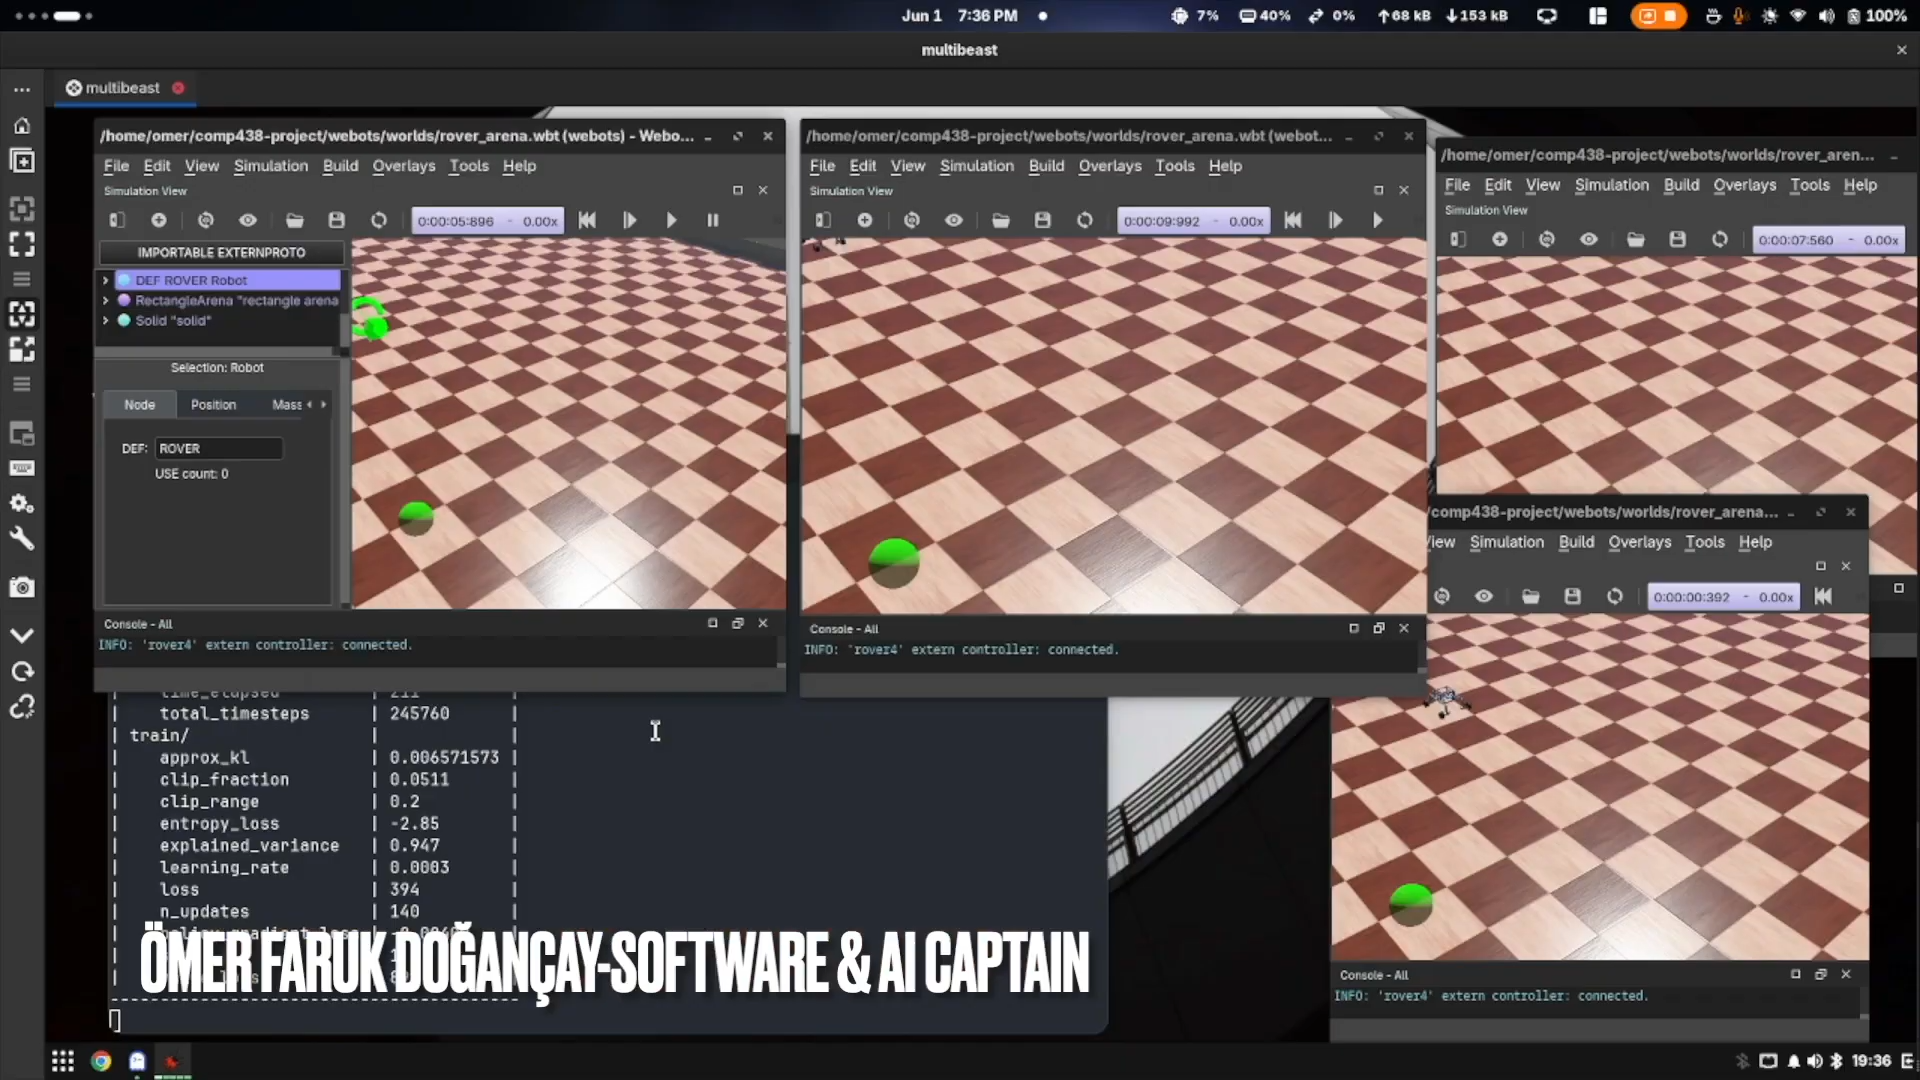 Jun 1 7:36 PM
7%
40%
0%
68 kB
153 kB
100%
multibeast
multibeast
/home/omer/comp438-project/webots/worlds/rover_arena.wbt (webots) - Webo...
File Edit View Simulation Build Overlays Tools Help
Simulation View
0:00:05:896 - 0.00x
IMPORTABLE EXTERNPROTO
DEF ROVER Robot
RectangleArena "rectangle arena
Solid "solid"
Selection: Robot
Node Position Mass
DEF: ROVER
USE count: 0
Console - All
INFO: 'rover4' extern controller: connected.
/home/omer/comp438-project/webots/worlds/rover_arena.wbt (webot...
File Edit View Simulation Build Overlays Tools Help
Simulation View
0:00:09:992 - 0.00x
Console - All
INFO: 'rover4' extern controller: connected.
/home/omer/comp438-project/webots/worlds/rover_aren...
File Edit View Simulation Build Overlays Tools Help
Simulation View
0:00:07:560 - 0.00x
/comp438-project/webots/worlds/rover_arena...
iew Simulation Build Overlays Tools Help
0:00:00:392 - 0.00x
Console - All
INFO: 'rover4' extern controller: connected.
| time_elapsed | 211 |
| total_timesteps | 245760 |
| train/ | |
| approx_kl | 0.006571573 |
| clip_fraction | 0.0511 |
| clip_range | 0.2 |
| entropy_loss | -2.85 |
| explained_variance | 0.947 |
| learning_rate | 0.0003 |
| loss | 394 |
| n_updates | 140 |
ÖMER FARUK DOĞANÇAY-SOFTWARE & AI CAPTAIN
19:36